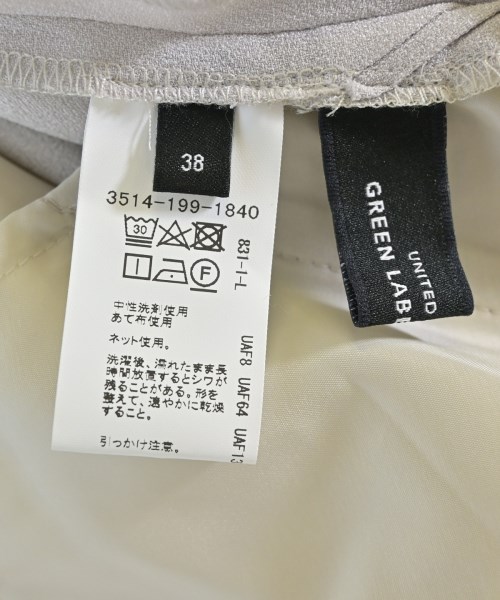 38
3514-199-1840
30
F
831-1-L
中性洗剤使用
あて布使用
ネット使用。
洗濯後、濡れたまま長
時間放置するとシワが
残ることがある。形を
整えて、速やかに乾燥
すること。
引っかけ注意。
UAF8 UAF64 UAF13
UNITED
GREEN LAB